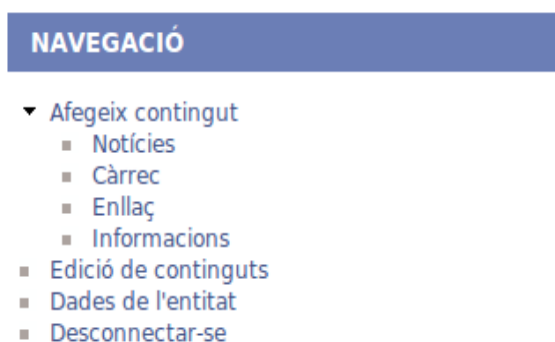 NAVEGACIÓ
Afegeix contingut
Notícies
Càrrec
Enllaç
Informacions
Edició de continguts
Dades de l'entitat
Desconnectar-se